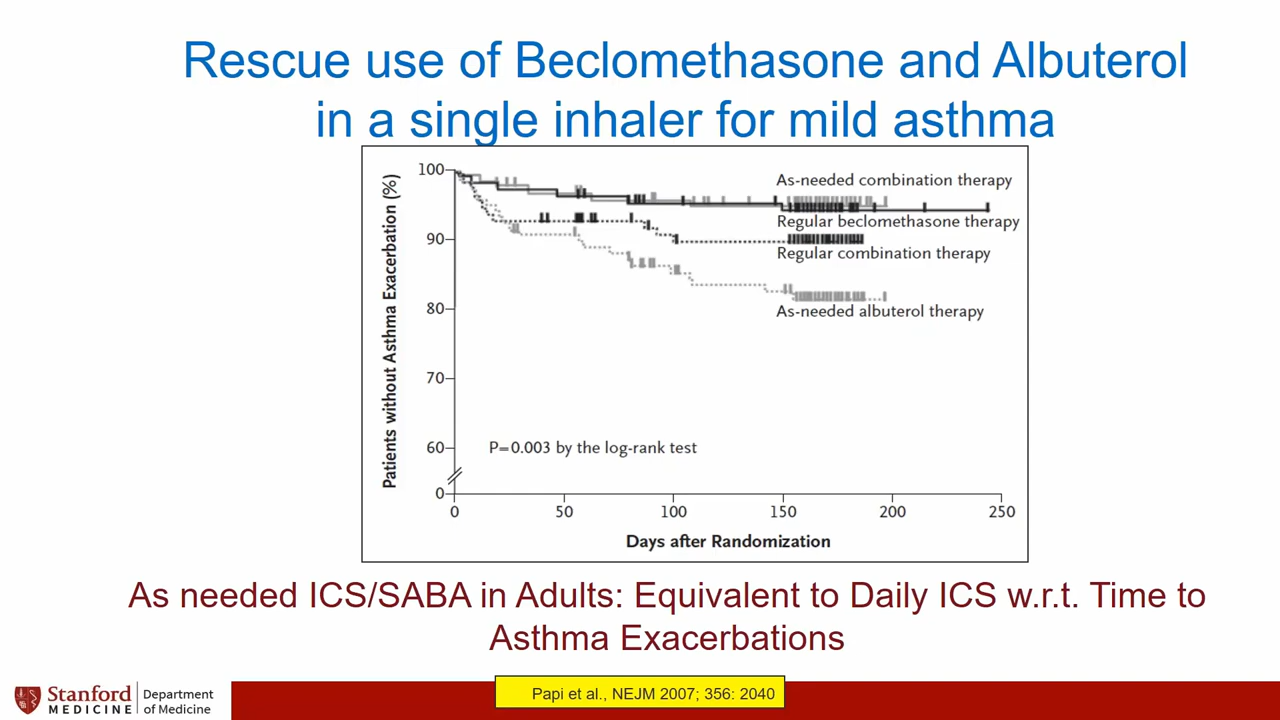 Rescue use of Beclomethasone and Albuterol
in a single inhaler for mild asthma
Patients without Asthma Exacerbation (%)
100
90
80
70
60
0
As-needed combination therapy
Regular beclomethasone therapy
Regular combination therapy
As-needed albuterol therapy
P=0.003 by the log-rank test
0 50 100 150 200 250
Days after Randomization
As needed ICS/SABA in Adults: Equivalent to Daily ICS w.r.t. Time to
Asthma Exacerbations
Stanford
MEDICINE
Department
of Medicine
Papi et al., NEJM 2007; 356: 2040